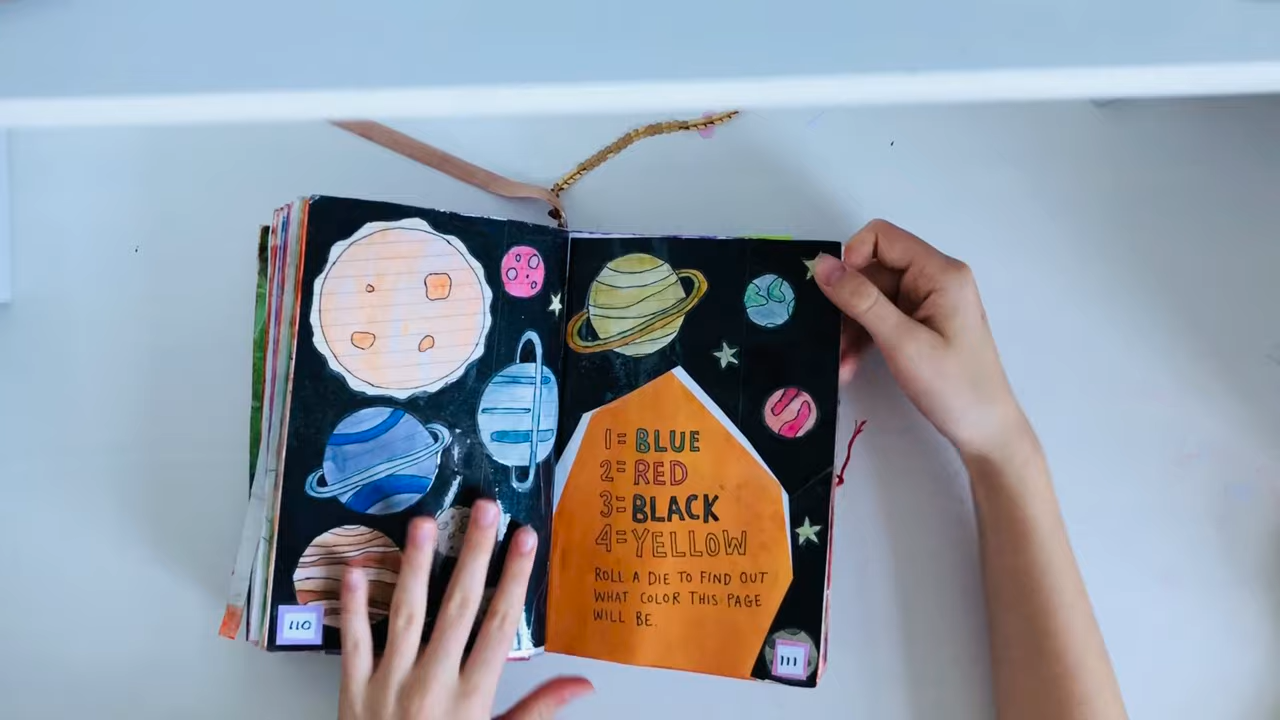 110
1= BLUE
2= RED
3= BLACK
4= YELLOW
ROLL A DIE TO FIND OUT
WHAT COLOR THIS PAGE
WILL BE.
111